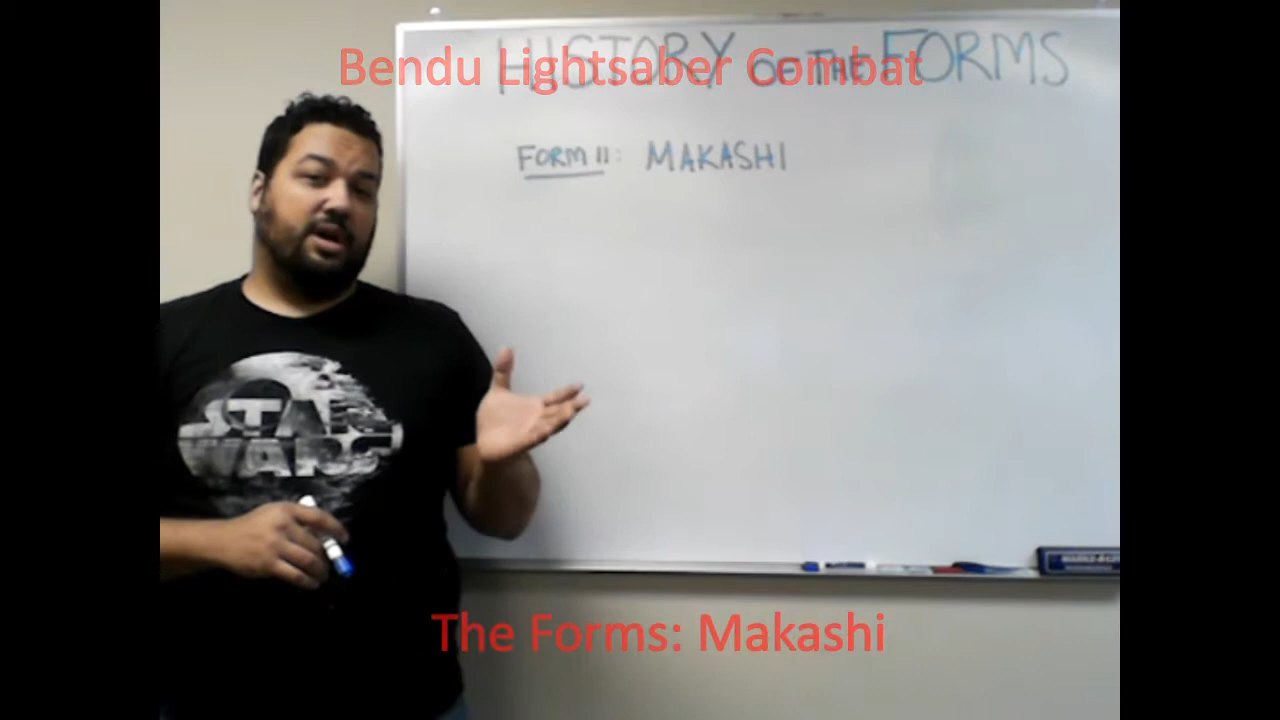 HISTORY OF THE FORMS
Bendu Lightsaber Combat
FORM II: MAKASHI
STAR
WARS
The Forms: Makashi